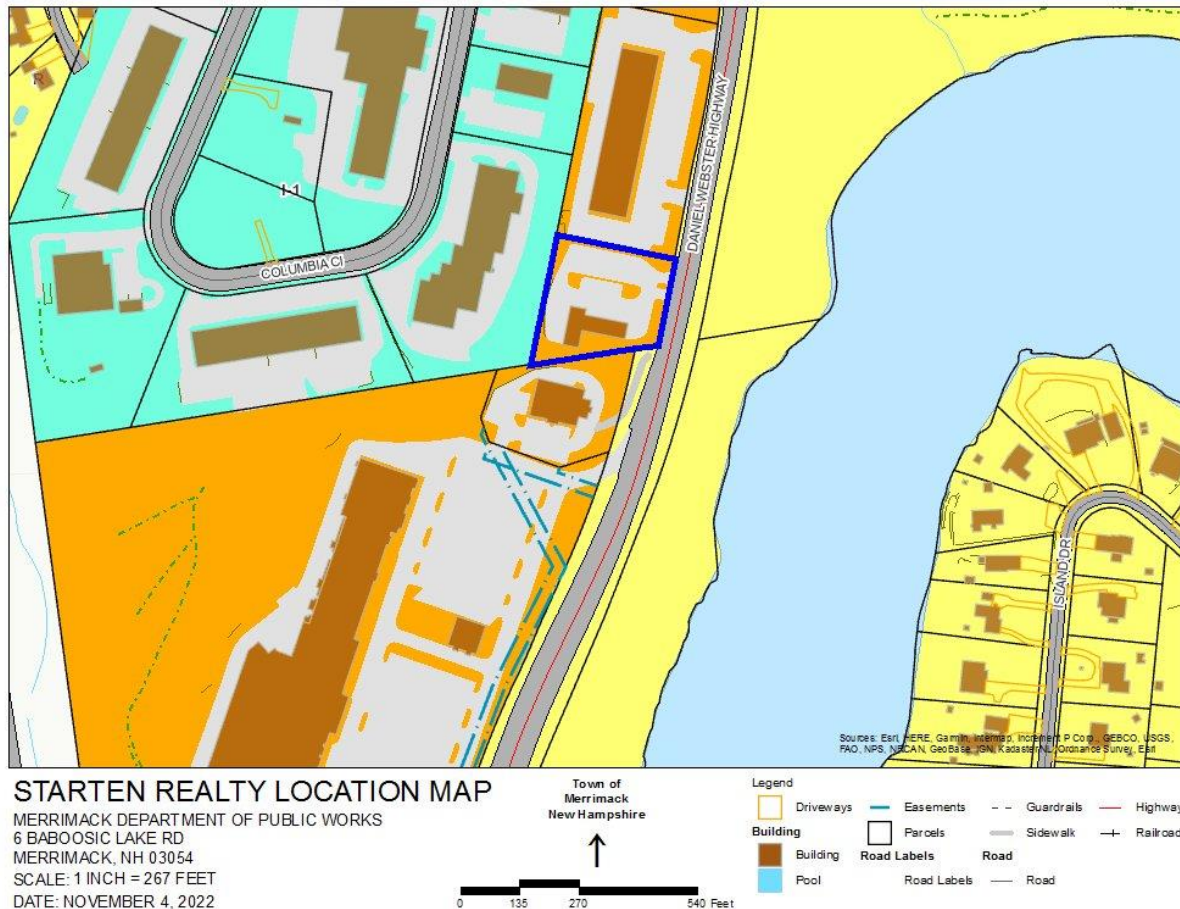 R
I-1
COLUMBIA CI
DANIEL WEBSTER HIGHWAY
ISLAND DR
Sources: Esri, HERE, Garmin, Intermap, increment P Corp., GEBCO, USGS,
FAO, NPS, NRCAN, GeoBase, IGN, Kadaster NL, Ordnance Survey, Esri
STARTEN REALTY LOCATION MAP
MERRIMACK DEPARTMENT OF PUBLIC WORKS
6 BABOOSIC LAKE RD
MERRIMACK, NH 03054
SCALE: 1 INCH = 267 FEET
DATE: NOVEMBER 4, 2022
Town of
Merrimack
New Hampshire
0 135 270 540 Feet
Legend
Driveways Easements Guardrails Highway
Building Parcels Sidewalk Railroad
Building Road Labels Road
Pool Road Labels Road